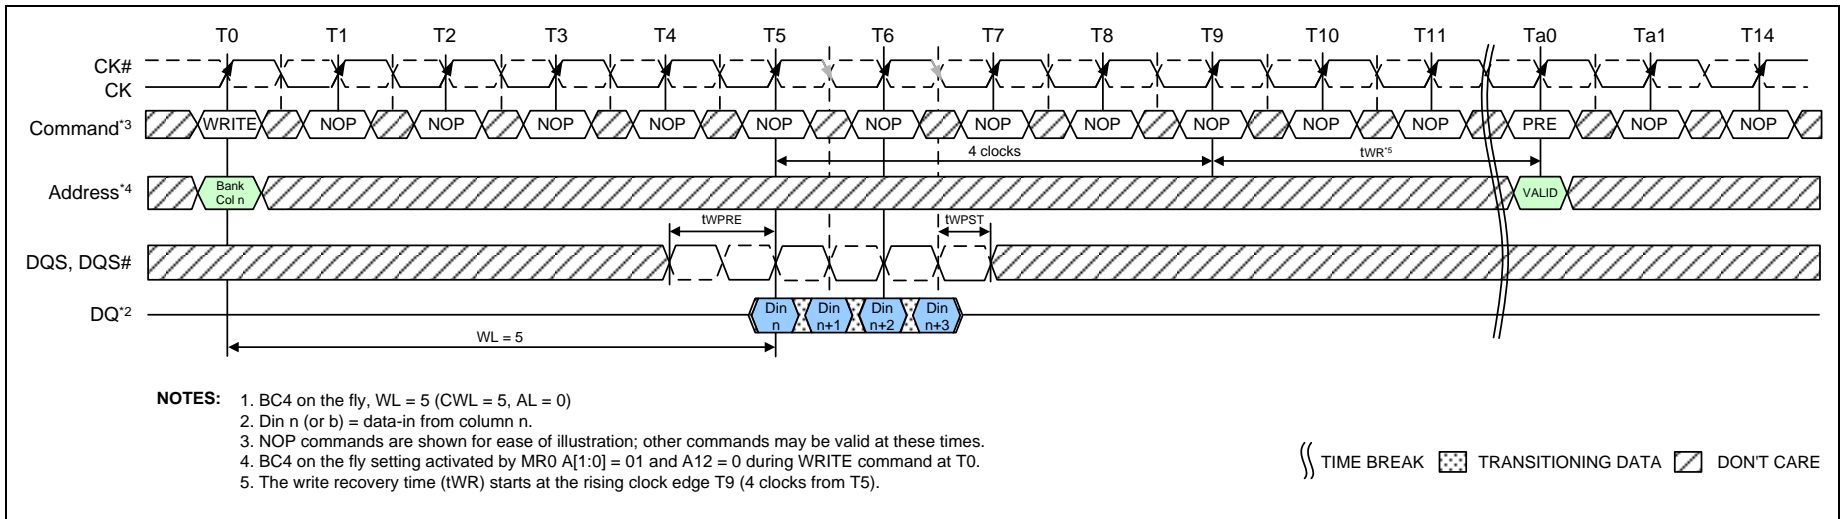 T0 T1 T2 T3 T4 T5 T6 T7 T8 T9 T10 T11 Ta0 Ta1 T14
CK#
CK
Command*3 WRITE NOP NOP NOP NOP NOP NOP NOP NOP NOP NOP NOP PRE NOP NOP
4 clocks tWR*5
Address*4 Bank Col n VALID
tWPRE tWPST
DQS, DQS#
DQ*2 Din n Din n+1 Din n+2 Din n+3
WL = 5
NOTES: 1. BC4 on the fly, WL = 5 (CWL = 5, AL = 0)
2. Din n (or b) = data-in from column n.
3. NOP commands are shown for ease of illustration; other commands may be valid at these times.
4. BC4 on the fly setting activated by MR0 A[1:0] = 01 and A12 = 0 during WRITE command at T0.
5. The write recovery time (tWR) starts at the rising clock edge T9 (4 clocks from T5).
TIME BREAK TRANSITIONING DATA DON'T CARE